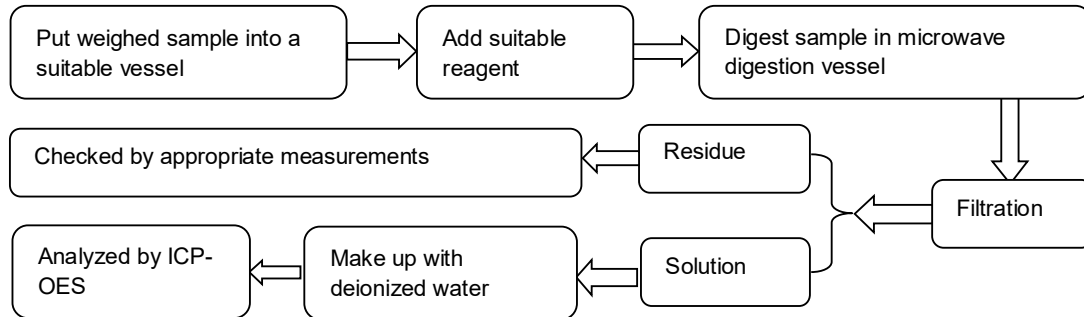 Put weighed sample into a
suitable vessel
Add suitable
reagent
Digest sample in microwave
digestion vessel
Filtration
Residue
Checked by appropriate measurements
Solution
Make up with
deionized water
Analyzed by ICP-
OES